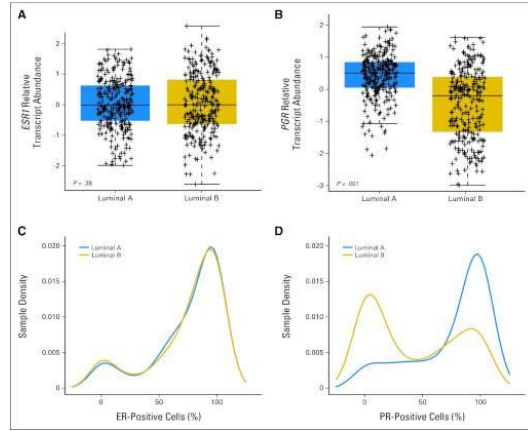 A
ESR1 Relative
Transcript Abundance
2
1
0
-1
-2
P = .38
Luminal A
Luminal B
B
PGR Relative
Transcript Abundance
2
1
0
-1
-2
-3
P < .001
Luminal A
Luminal B
C
Luminal A
Luminal B
Sample Density
0.020
0.015
0.010
0.005
0
0
50
100
ER-Positive Cells (%)
D
Luminal A
Luminal B
Sample Density
0.020
0.015
0.010
0.005
0
0
50
100
PR-Positive Cells (%)